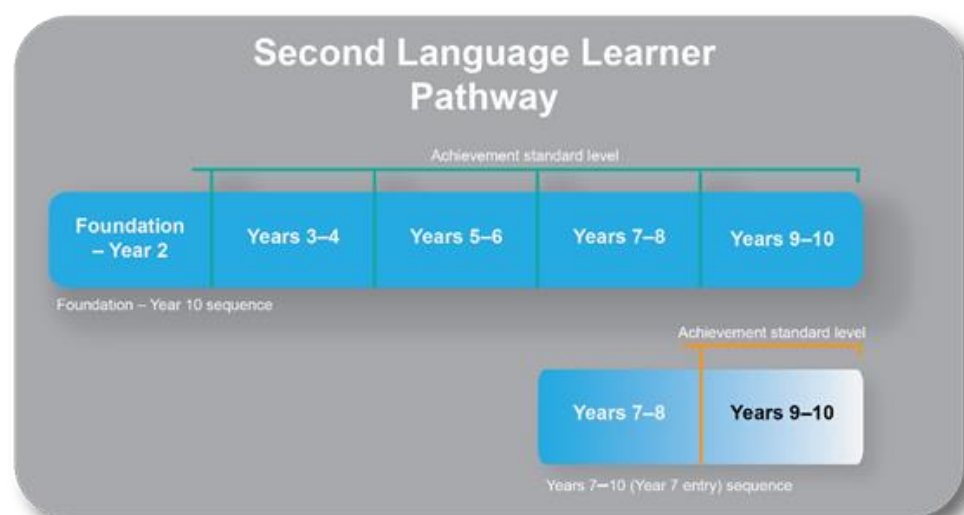 Second Language Learner
Pathway
Achievement standard level
Foundation
– Year 2
Years 3–4
Years 5–6
Years 7–8
Years 9–10
Foundation – Year 10 sequence
Achievement standard level
Years 7–8
Years 9–10
Years 7–10 (Year 7 entry) sequence